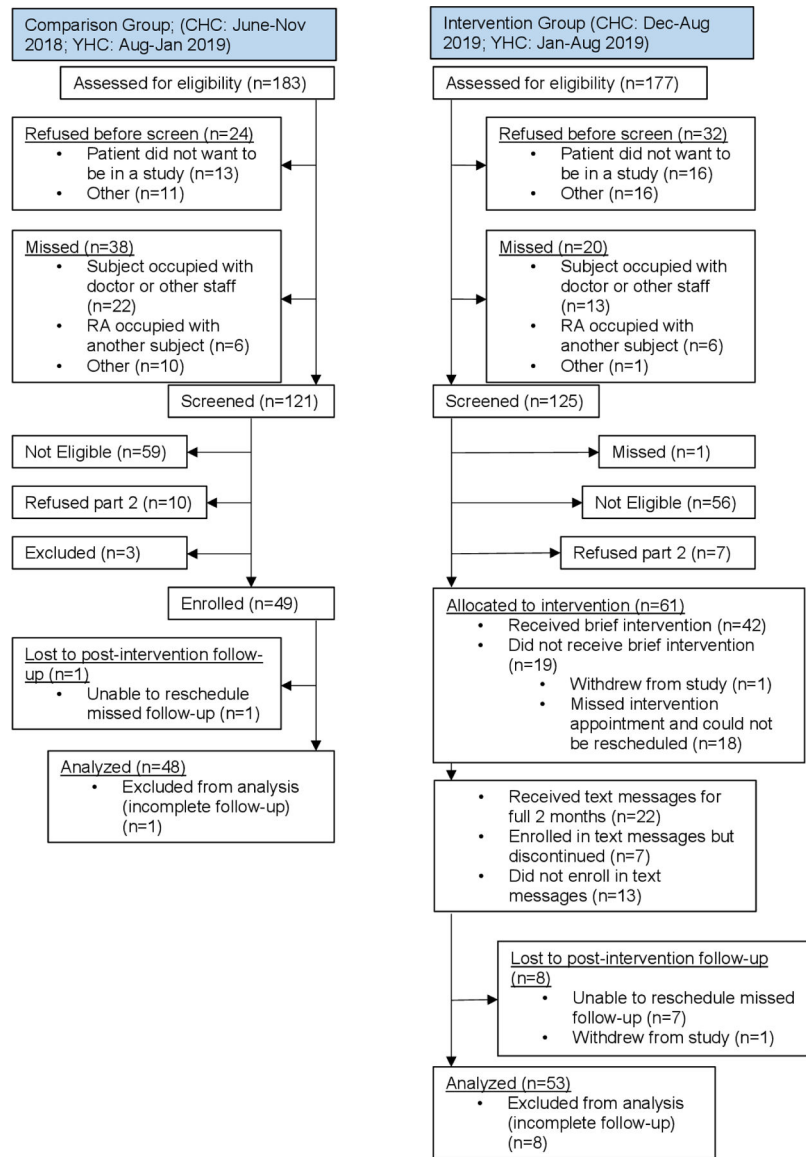 Comparison Group; (CHC: June-Nov
2018; YHC: Aug-Jan 2019)
Assessed for eligibility (n=183)
Refused before screen (n=24)
• Patient did not want to
be in a study (n=13)
• Other (n=11)
Missed (n=38)
• Subject occupied with
doctor or other staff
(n=22)
• RA occupied with
another subject (n=6)
• Other (n=10)
Screened (n=121)
Not Eligible (n=59)
Refused part 2 (n=10)
Excluded (n=3)
Enrolled (n=49)
Lost to post-intervention follow-
up (n=1)
• Unable to reschedule
missed follow-up (n=1)
Analyzed (n=48)
• Excluded from analysis
(incomplete follow-up)
(n=1)
Intervention Group (CHC: Dec-Aug
2019; YHC: Jan-Aug 2019)
Assessed for eligibility (n=177)
Refused before screen (n=32)
• Patient did not want to
be in a study (n=16)
• Other (n=16)
Missed (n=20)
• Subject occupied with
doctor or other staff
(n=13)
• RA occupied with
another subject (n=6)
• Other (n=1)
Screened (n=125)
Missed (n=1)
Not Eligible (n=56)
Refused part 2 (n=7)
Allocated to intervention (n=61)
• Received brief intervention (n=42)
• Did not receive brief intervention
(n=19)
• Withdrew from study (n=1)
• Missed intervention
appointment and could not
be rescheduled (n=18)
• Received text messages for
full 2 months (n=22)
• Enrolled in text messages but
discontinued (n=7)
• Did not enroll in text
messages (n=13)
Lost to post-intervention follow-up
(n=8)
• Unable to reschedule missed
follow-up (n=7)
• Withdrew from study (n=1)
Analyzed (n=53)
• Excluded from analysis
(incomplete follow-up)
(n=8)